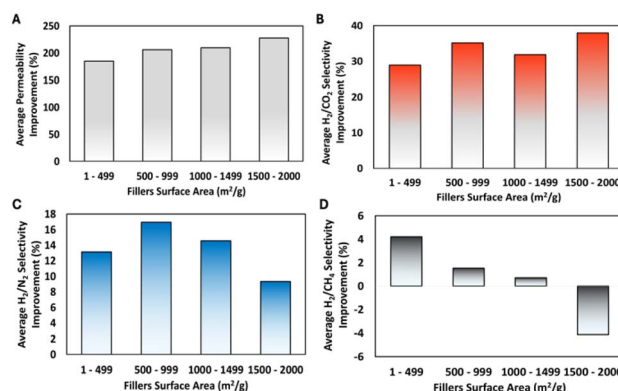 A
Average Permeability
Improvement (%)
250
200
150
100
50
0
1 - 499
500 - 999
1000 - 1499
1500 - 2000
Fillers Surface Area (m²/g)
B
Average H₂/CO₂ Selectivity
Improvement (%)
40
30
20
10
0
1 - 499
500 - 999
1000 - 1499
1500 - 2000
Fillers Surface Area (m²/g)
C
Average H₂/N₂ Selectivity
Improvement (%)
18
16
14
12
10
8
6
4
2
0
1 - 499
500 - 999
1000 - 1499
1500 - 2000
Fillers Surface Area (m²/g)
D
Average H₂/CH₄ Selectivity
Improvement (%)
6
4
2
0
-2
-4
-6
1 - 499
500 - 999
1000 - 1499
1500 - 2000
Fillers Surface Area (m²/g)